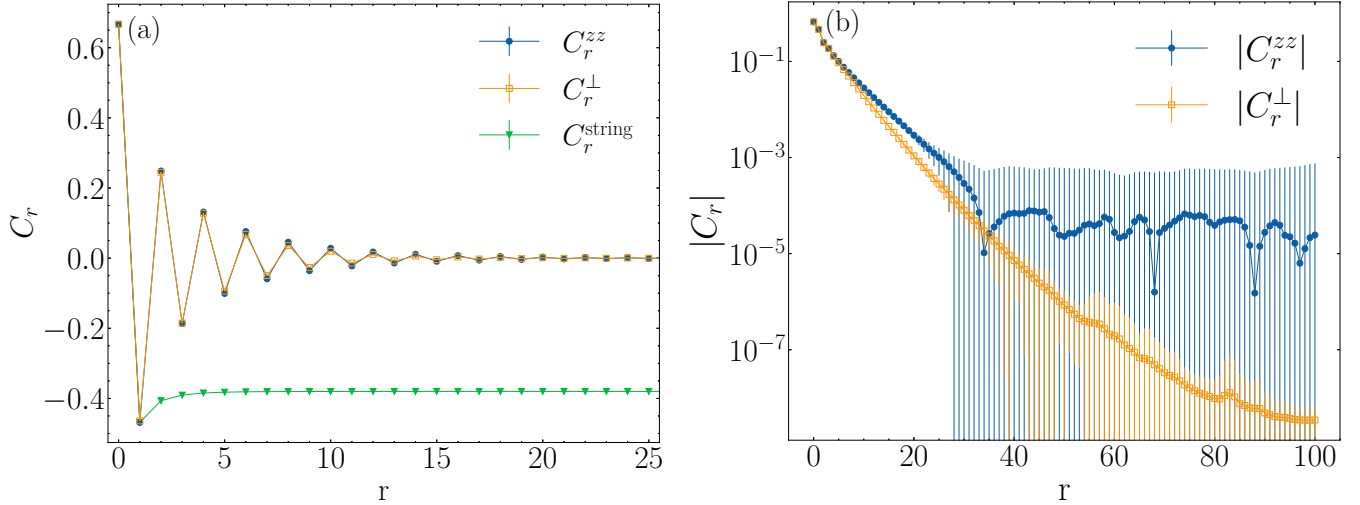 (a)
C_r^{zz}
C_r^⊥
C_r^{string}
C_r
0.6
0.4
0.2
0.0
−0.2
−0.4
0 5 10 15 20 25
r
(b)
|C_r^{zz}|
|C_r^⊥|
|C_r|
10^{−1}
10^{−3}
10^{−5}
10^{−7}
0 20 40 60 80 100
r